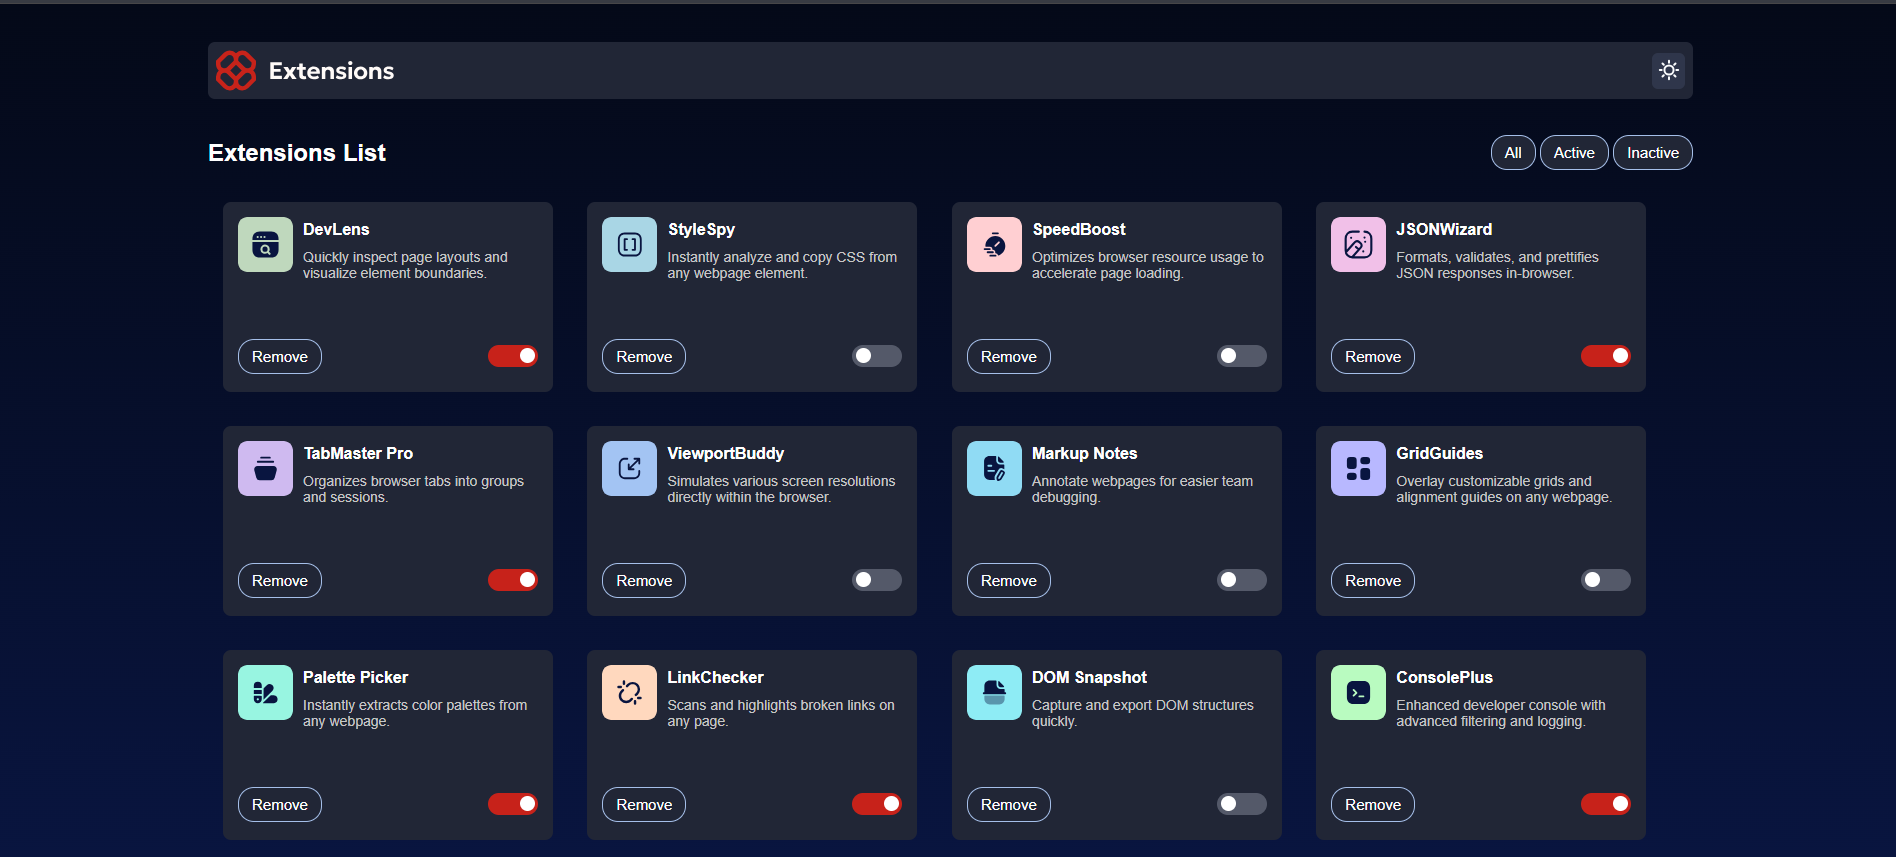 Extensions
Extensions List
All
Active
Inactive
DevLens
Quickly inspect page layouts and
visualize element boundaries.
Remove
StyleSpy
Instantly analyze and copy CSS from
any webpage element.
Remove
SpeedBoost
Optimizes browser resource usage to
accelerate page loading.
Remove
JSONWizard
Formats, validates, and prettifies
JSON responses in-browser.
Remove
TabMaster Pro
Organizes browser tabs into groups
and sessions.
Remove
ViewportBuddy
Simulates various screen resolutions
directly within the browser.
Remove
Markup Notes
Annotate webpages for easier team
debugging.
Remove
GridGuides
Overlay customizable grids and
alignment guides on any webpage.
Remove
Palette Picker
Instantly extracts color palettes from
any webpage.
Remove
LinkChecker
Scans and highlights broken links on
any page.
Remove
DOM Snapshot
Capture and export DOM structures
quickly.
Remove
ConsolePlus
Enhanced developer console with
advanced filtering and logging.
Remove